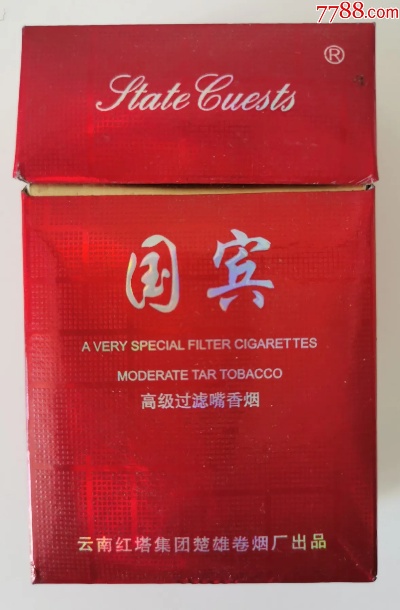 7788.com
State Guests
®
国宾
A VERY SPECIAL FILTER CIGARETTES
MODERATE TAR TOBACCO
高级过滤嘴香烟
云南红塔集团楚雄卷烟厂出品